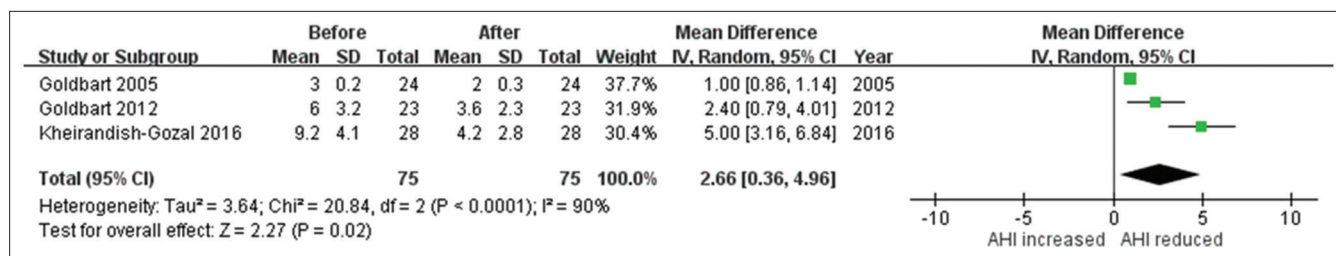 Before After Mean Difference Mean Difference
Study or Subgroup Mean SD Total Mean SD Total Weight IV, Random, 95% CI Year IV, Random, 95% CI
Goldbart 2005 3 0.2 24 2 0.3 24 37.7% 1.00 [0.86, 1.14] 2005
Goldbart 2012 6 3.2 23 3.6 2.3 23 31.9% 2.40 [0.79, 4.01] 2012
Kheirandish-Gozal 2016 9.2 4.1 28 4.2 2.8 28 30.4% 5.00 [3.16, 6.84] 2016
Total (95% CI) 75 75 100.0% 2.66 [0.36, 4.96]
Heterogeneity: Tau² = 3.64; Chi² = 20.84, df = 2 (P < 0.0001); I² = 90%
Test for overall effect: Z = 2.27 (P = 0.02)
-10 -5 0 5 10
AHI increased AHI reduced